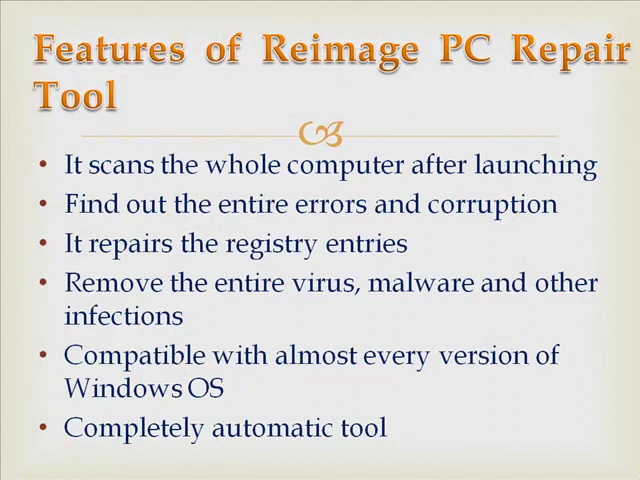 Features of Reimage PC Repair
Tool
• It scans the whole computer after launching
• Find out the entire errors and corruption
• It repairs the registry entries
• Remove the entire virus, malware and other
infections
• Compatible with almost every version of
Windows OS
• Completely automatic tool